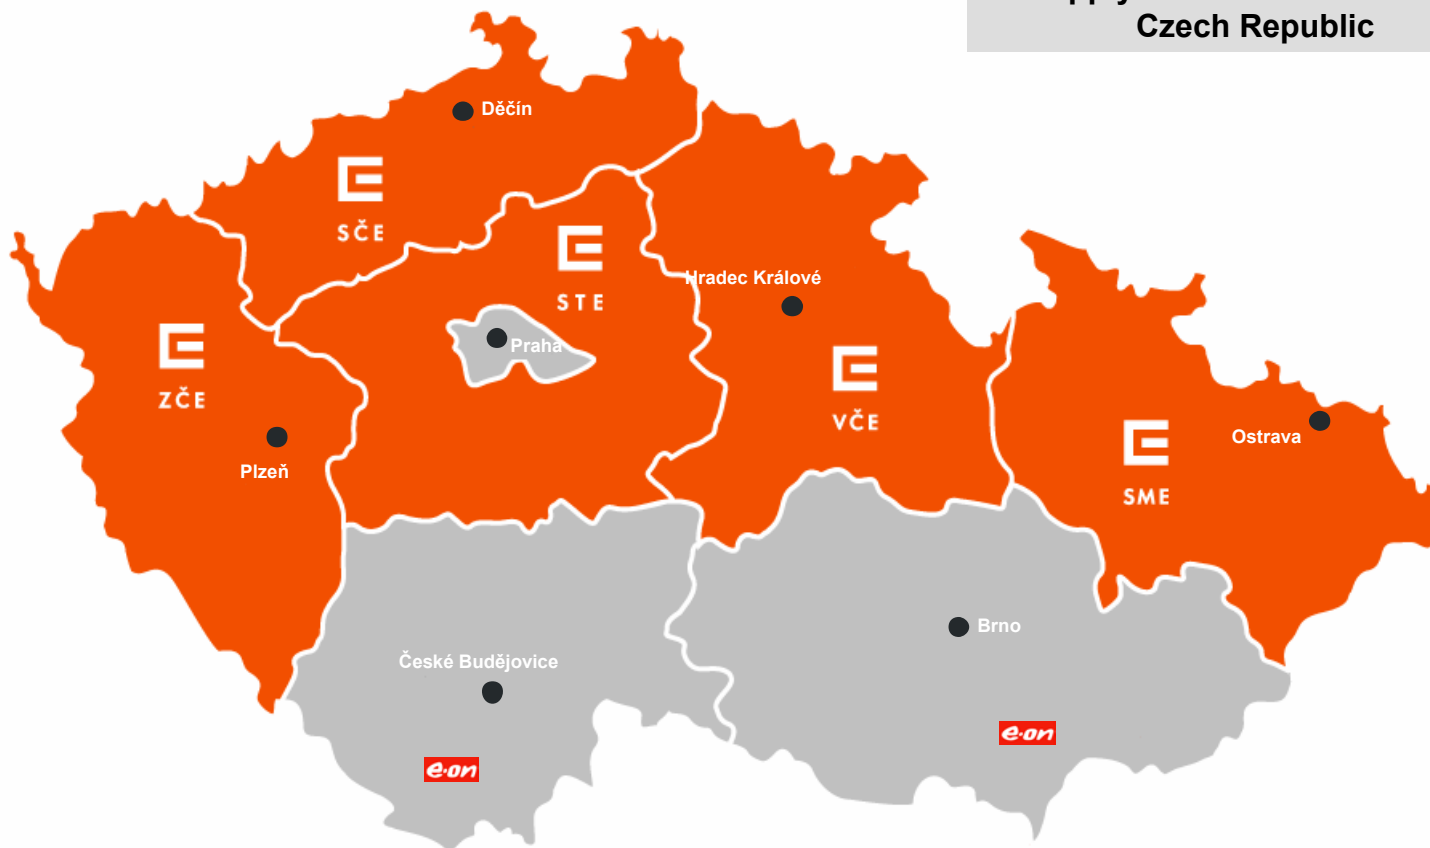 Czech Republic
Děčín
SČE
STE
Hradec Králové
Praha
ZČE
VČE
Plzeň
Ostrava
SME
Brno
České Budějovice
e·on
e·on